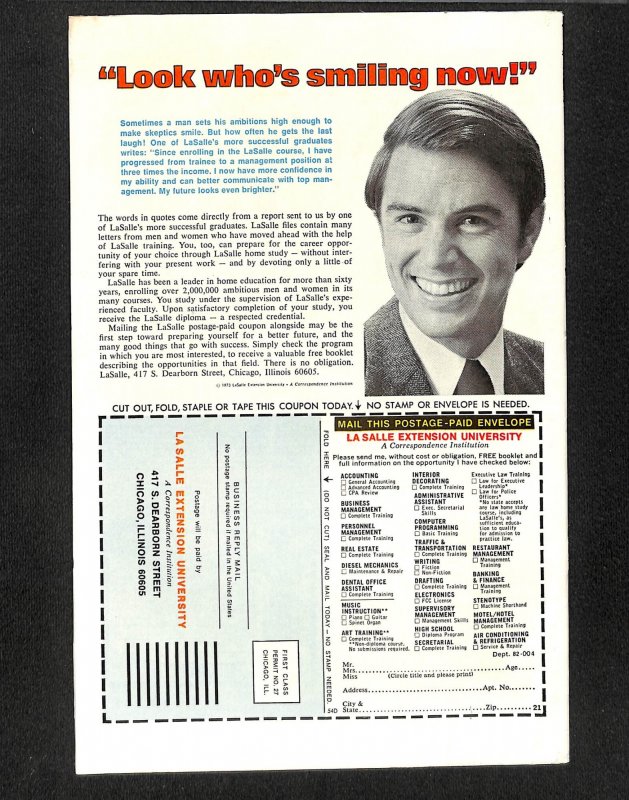 “Look who’s smiling now!”
Sometimes a man sets his ambitions high enough to
make skeptics smile. But how often he gets the last
laugh! One of LaSalle's more successful graduates
writes: "Since enrolling in the LaSalle course, I have
progressed from trainee to a management position at
three times the income. I now have more confidence in
my ability and can better communicate with top man-
agement. My future looks even brighter."
The words in quotes come directly from a report sent to us by one
of LaSalle's more successful graduates. LaSalle files contain many
letters from men and women who have moved ahead with the help
of LaSalle training. You, too, can prepare for the career oppor-
tunity of your choice through LaSalle home study — without inter-
fering with your present work — and by devoting only a little of
your spare time.
LaSalle has been a leader in home education for more than sixty
years, enrolling over 2,000,000 ambitious men and women in its
many courses. You study under the supervision of LaSalle's expe-
rienced faculty. Upon satisfactory completion of your study, you
receive the LaSalle diploma — a respected credential.
Mailing the LaSalle postage-paid coupon alongside may be the
first step toward preparing yourself for a better future, and the
many good things that go with success. Simply check the program
in which you are most interested, to receive a valuable free booklet
describing the opportunities in that field. There is no obligation.
LaSalle, 417 S. Dearborn Street, Chicago, Illinois 60605.
© 1972 LaSalle Extension University • A Correspondence Institution
CUT OUT, FOLD, STAPLE OR TAPE THIS COUPON TODAY. ↓ NO STAMP OR ENVELOPE IS NEEDED.
BUSINESS REPLY MAIL
No postage stamp required if mailed in the United States
Postage will be paid by
LA SALLE EXTENSION UNIVERSITY
A Correspondence Institution
417 S. DEARBORN STREET
CHICAGO, ILLINOIS 60605
FIRST CLASS
PERMIT NO. 27
CHICAGO, ILL.
FOLD HERE → (DO NOT CUT) SEAL AND MAIL TODAY — NO STAMP NEEDED.
54D
MAIL THIS POSTAGE-PAID ENVELOPE
LA SALLE EXTENSION UNIVERSITY
A Correspondence Institution
Please send me, without cost or obligation, FREE booklet and
full information on the opportunity I have checked below:
ACCOUNTING
☐ General Accounting
☐ Advanced Accounting
☐ CPA Review
BUSINESS
MANAGEMENT
☐ Complete Training
PERSONNEL
MANAGEMENT
☐ Complete Training
REAL ESTATE
☐ Complete Training
DIESEL MECHANICS
☐ Maintenance & Repair
DENTAL OFFICE
ASSISTANT
☐ Complete Training
MUSIC
INSTRUCTION**
☐ Piano ☐ Guitar
☐ Spinet Organ
ART TRAINING**
☐ Complete Training
**Non-diploma course.
No submissions required.
INTERIOR
DECORATING
☐ Complete Training
ADMINISTRATIVE
ASSISTANT
☐ Exec. Secretarial
Skills
COMPUTER
PROGRAMMING
☐ Basic Training
TRAFFIC &
TRANSPORTATION
☐ Complete Training
WRITING
☐ Fiction
☐ Non-Fiction
DRAFTING
☐ Complete Training
ELECTRONICS
☐ FCC License
SUPERVISORY
MANAGEMENT
☐ Management Skills
HIGH SCHOOL
☐ Diploma Program
SECRETARIAL
☐ Complete Training
Executive Law Training
☐ Law for Executive
Leadership*
☐ Law for Police
Officers*
*No state accepts
any law home study
course, including
LaSalle's, as
sufficient educa-
tion to qualify
for admission to
practice law.
RESTAURANT
MANAGEMENT
☐ Management
Training
BANKING
& FINANCE
☐ Management
Training
STENOTYPE
☐ Machine Shorthand
MOTEL/HOTEL
MANAGEMENT
☐ Complete Training
AIR CONDITIONING
& REFRIGERATION
☐ Service & Repair
Dept. 82-004
Mr.
Mrs. Age
Miss (Circle title and please print)
Address Apt. No.
City &
State Zip 21